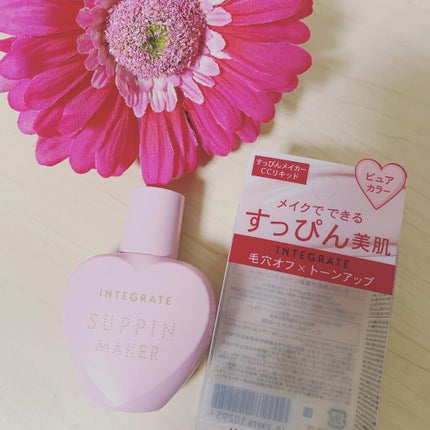 INTEGRATE
SUPPIN
MAKER
すっぴんメイカー
CCリキッド
ピュア
カラー
メイクでできる
すっぴん美肌
INTEGRATE
毛穴オフ×トーンアップ